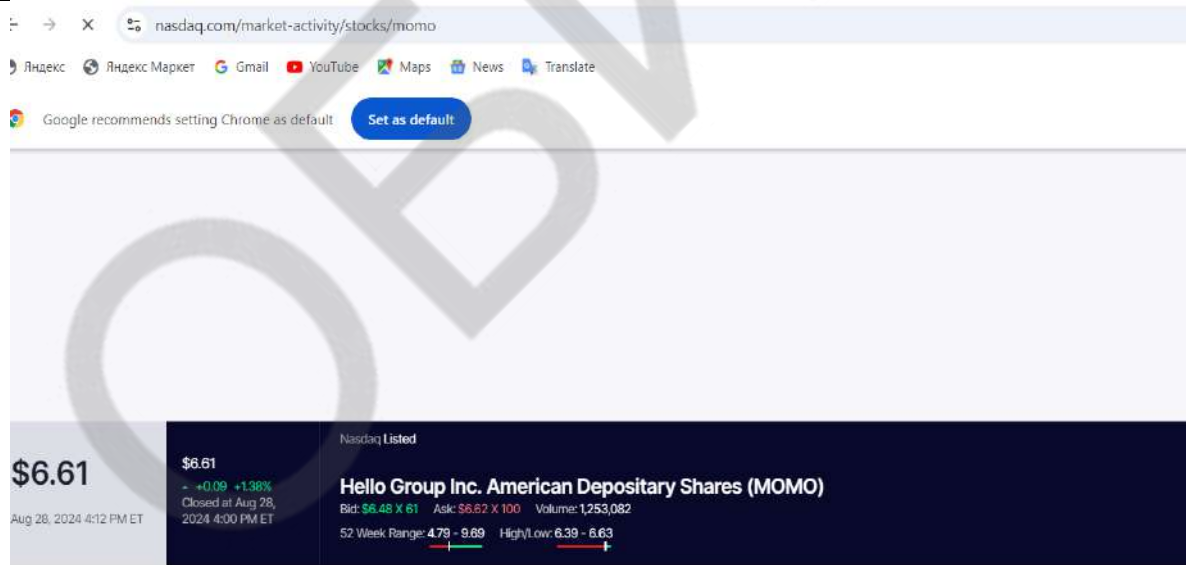 nasdaq.com/market-activity/stocks/momo
Яндекс Яндекс Маркет Gmail YouTube Maps News Translate
Google recommends setting Chrome as default Set as default
Nasdaq Listed
$6.61
Aug 28, 2024 4:12 PM ET
$6.61
+0.09 +1.38%
Closed at Aug 28,
2024 4:00 PM ET
Hello Group Inc. American Depositary Shares (MOMO)
Bid: $6.48 X 61 Ask: $6.62 X 100 Volume: 1,253,082
52 Week Range: 4.79 - 9.69 High/Low: 6.39 - 6.63